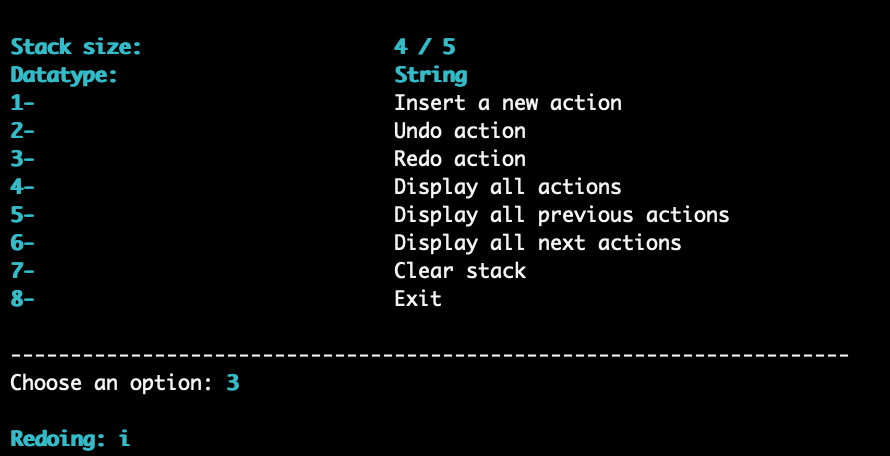 Stack size: 4 / 5
Datatype: String
1- Insert a new action
2- Undo action
3- Redo action
4- Display all actions
5- Display all previous actions
6- Display all next actions
7- Clear stack
8- Exit
----------------------------------------------------------------------
Choose an option: 3
Redoing: i